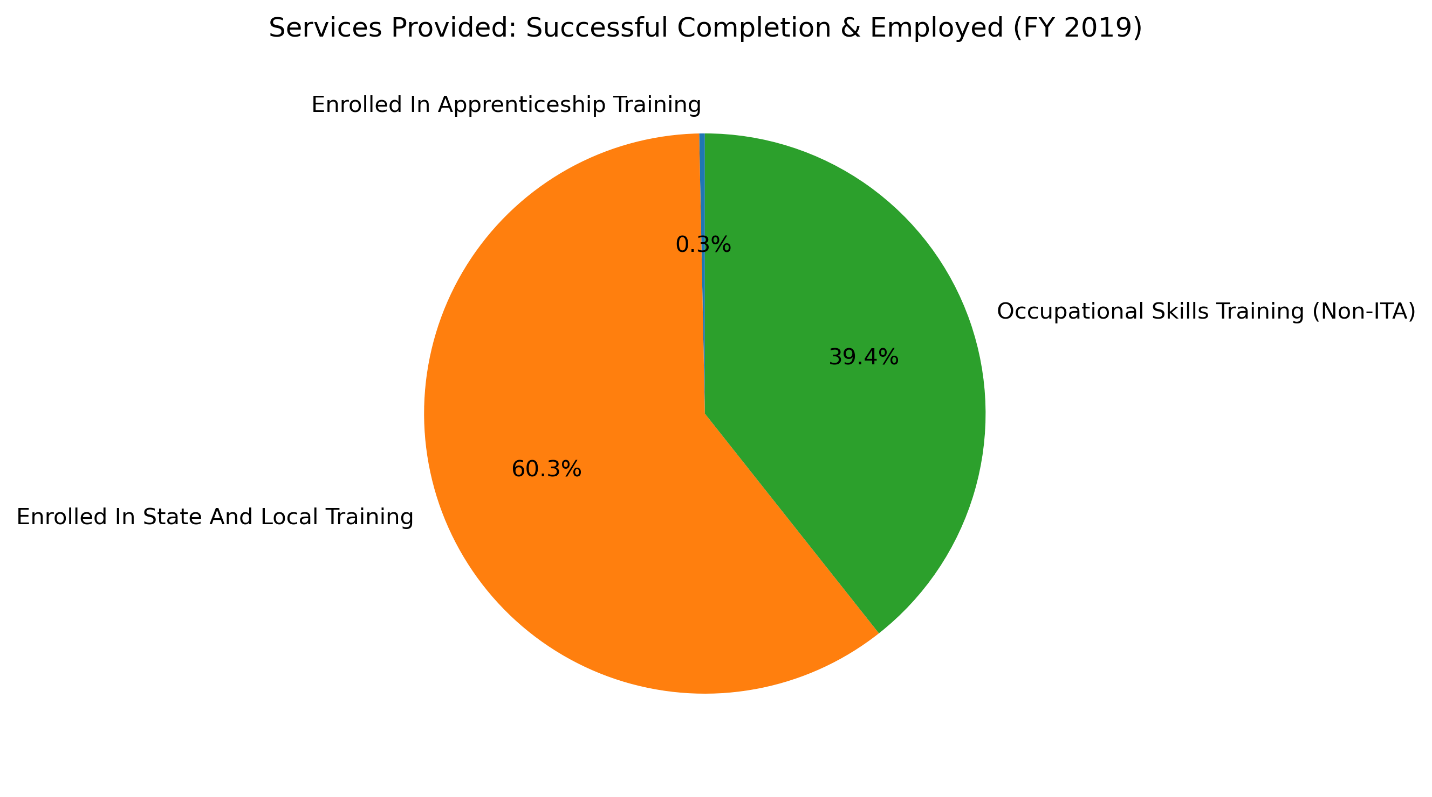 Services Provided: Successful Completion & Employed (FY 2019)
Enrolled In Apprenticeship Training
0.3%
Occupational Skills Training (Non-ITA)
39.4%
60.3%
Enrolled In State And Local Training